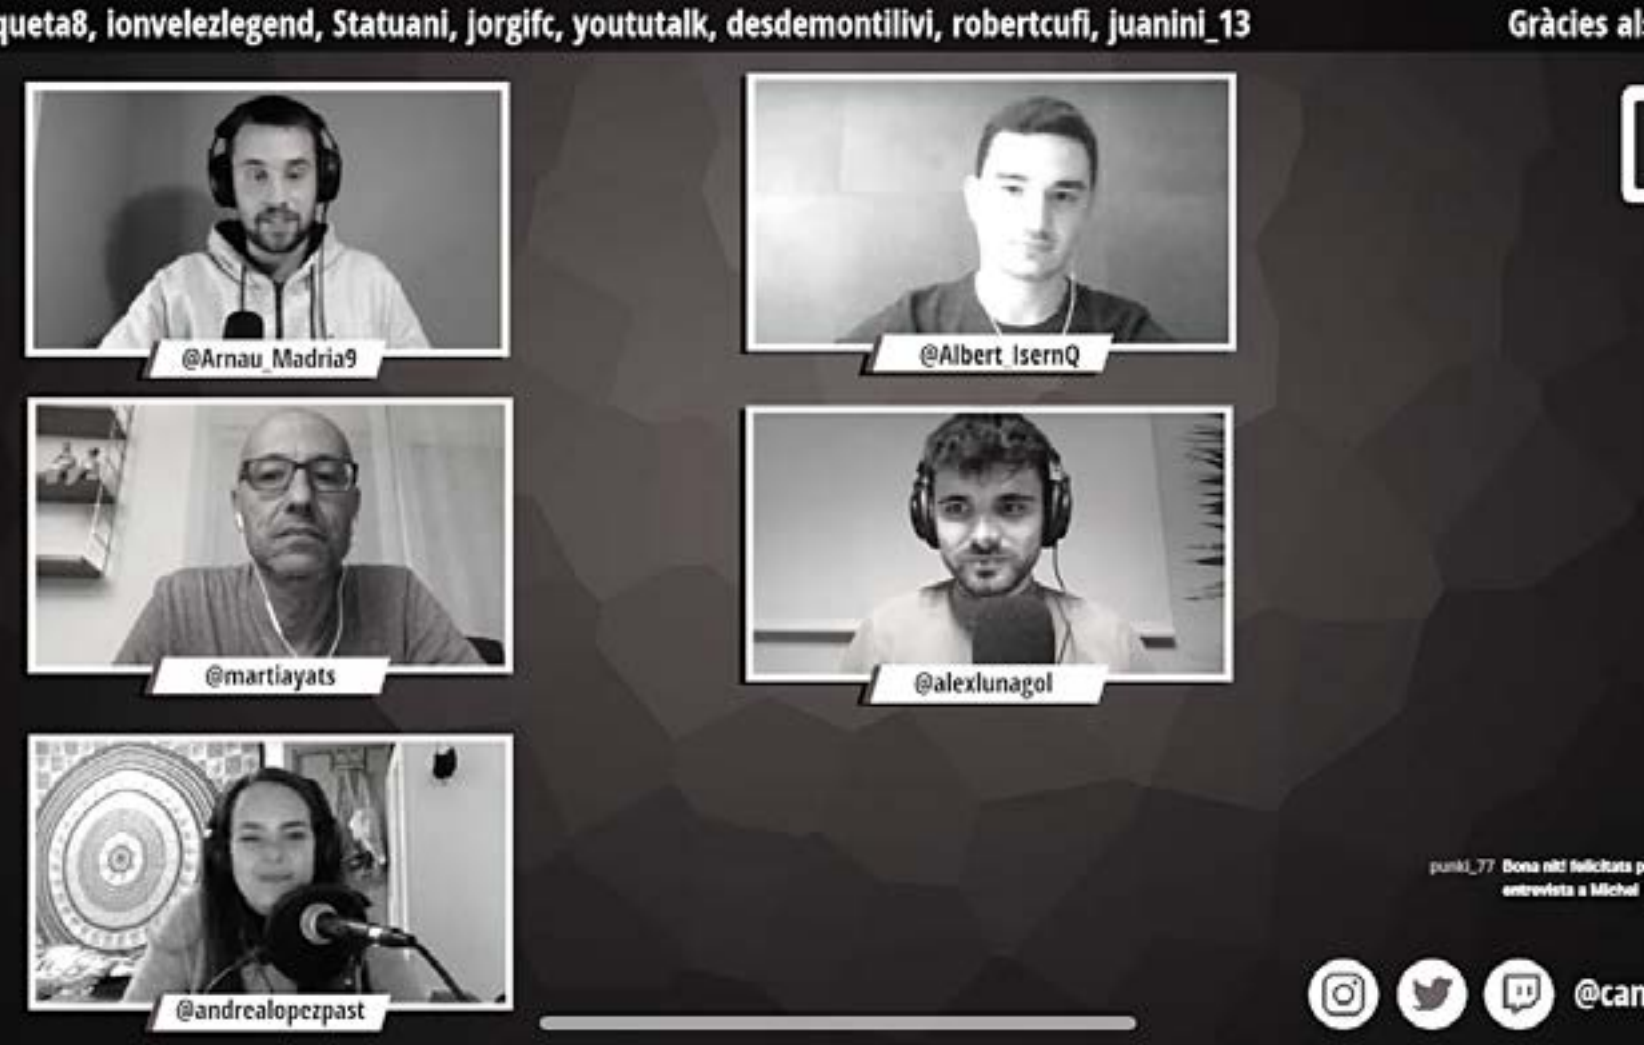 queta8, ionvelezlegend, Statuani, jorgifc, yoututalk, desdemontilivi, robertcufi, juanini_13
Gràcies als
@Arnau_Madria9
@Albert_IsernQ
@martiayats
@alexlunagol
@andrealopezpast
punki_77 Bona nit! felicitats p
entrevista a Michel
@can